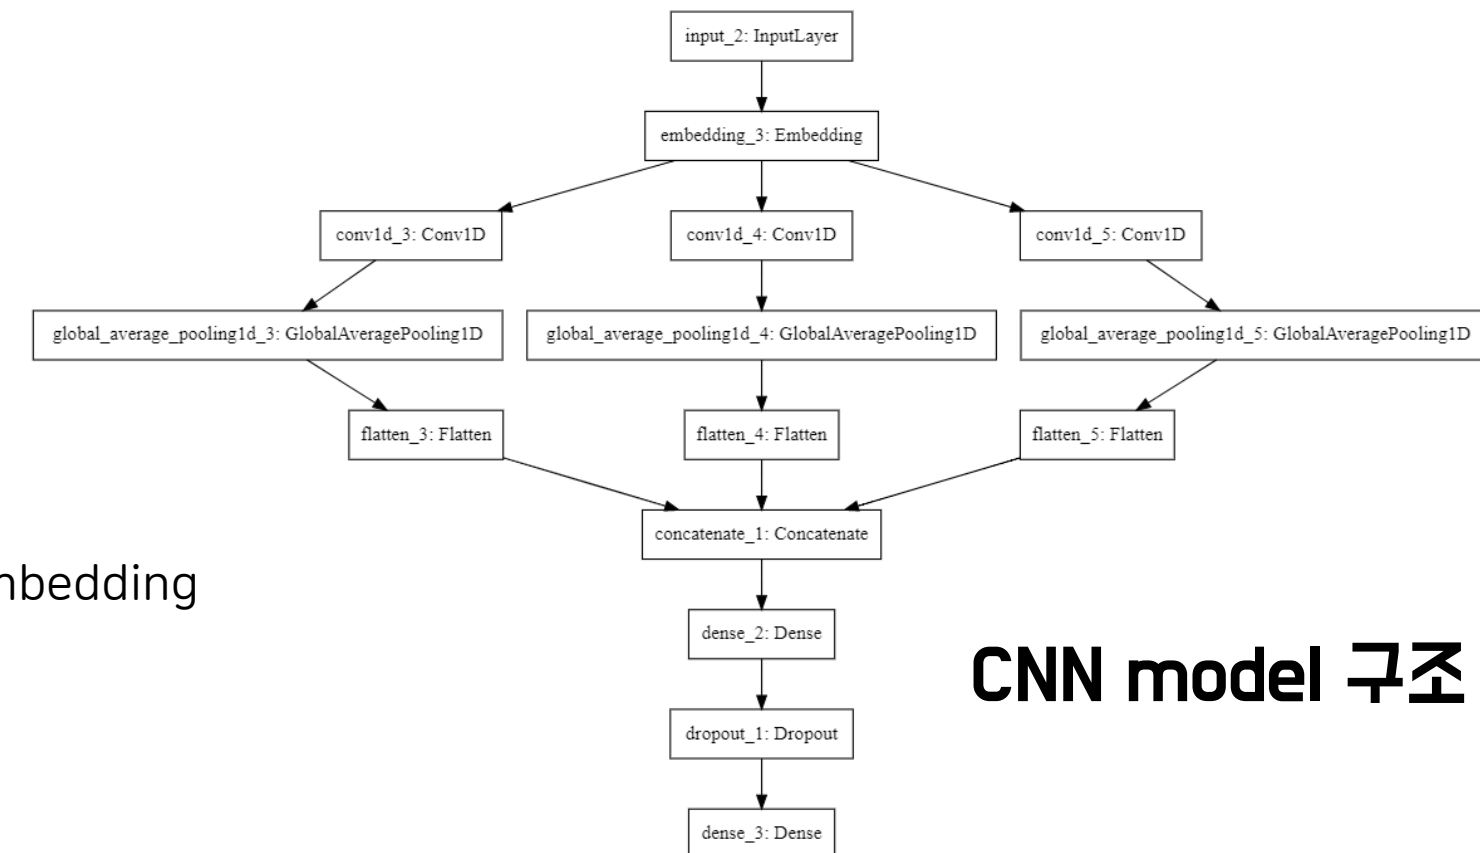 input_2: InputLayer
embedding_3: Embedding
conv1d_3: Conv1D
conv1d_4: Conv1D
conv1d_5: Conv1D
global_average_pooling1d_3: GlobalAveragePooling1D
global_average_pooling1d_4: GlobalAveragePooling1D
global_average_pooling1d_5: GlobalAveragePooling1D
flatten_3: Flatten
flatten_4: Flatten
flatten_5: Flatten
concatenate_1: Concatenate
dense_2: Dense
dropout_1: Dropout
dense_3: Dense
CNN model 구조